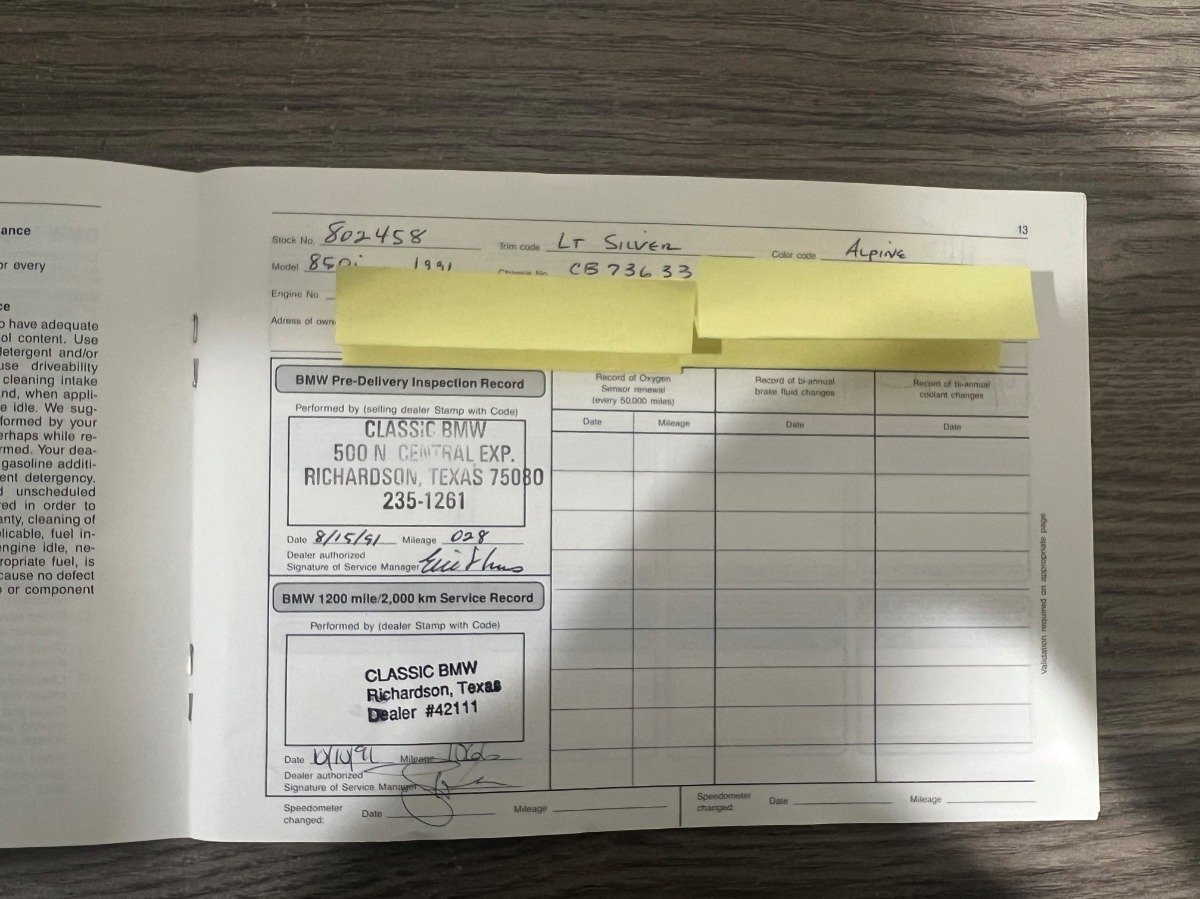 ance
or every
ce
o have adequate
ol content. Use
detergent and/or
use driveability
cleaning intake
nd, when appli-
e idle. We sug-
formed by your
erhaps while re-
rmed. Your dea-
gasoline additi-
ent detergency.
d unscheduled
red in order to
anty, cleaning of
licable, fuel in-
engine idle, ne-
ropriate fuel, is
cause no defect
o or component
13
Stock No. 802458 Trim code LT SILVER Color code ALPINE
Model 850i 1991 Chassis No. CB73633
Engine No
Adress of own
BMW Pre-Delivery Inspection Record
Performed by (selling dealer Stamp with Code)
CLASSIC BMW
500 N CENTRAL EXP.
RICHARDSON, TEXAS 75080
235-1261
Date 8/15/91 Mileage 028
Dealer authorized
Signature of Service Manager
BMW 1200 mile/2,000 km Service Record
Performed by (dealer Stamp with Code)
CLASSIC BMW
Richardson, Texas
Dealer #42111
Date 10/10/91 Mileage
Dealer authorized
Signature of Service Manager
Record of Oxygen
Sensor renewal
(every 50.000 miles)
Date Mileage
Record of bi-annual
brake fluid changes
Date
Record of bi-annual
coolant changes
Date
Validation required on appropriate page
Speedometer
changed: Date Mileage
Speedometer
changed: Date Mileage